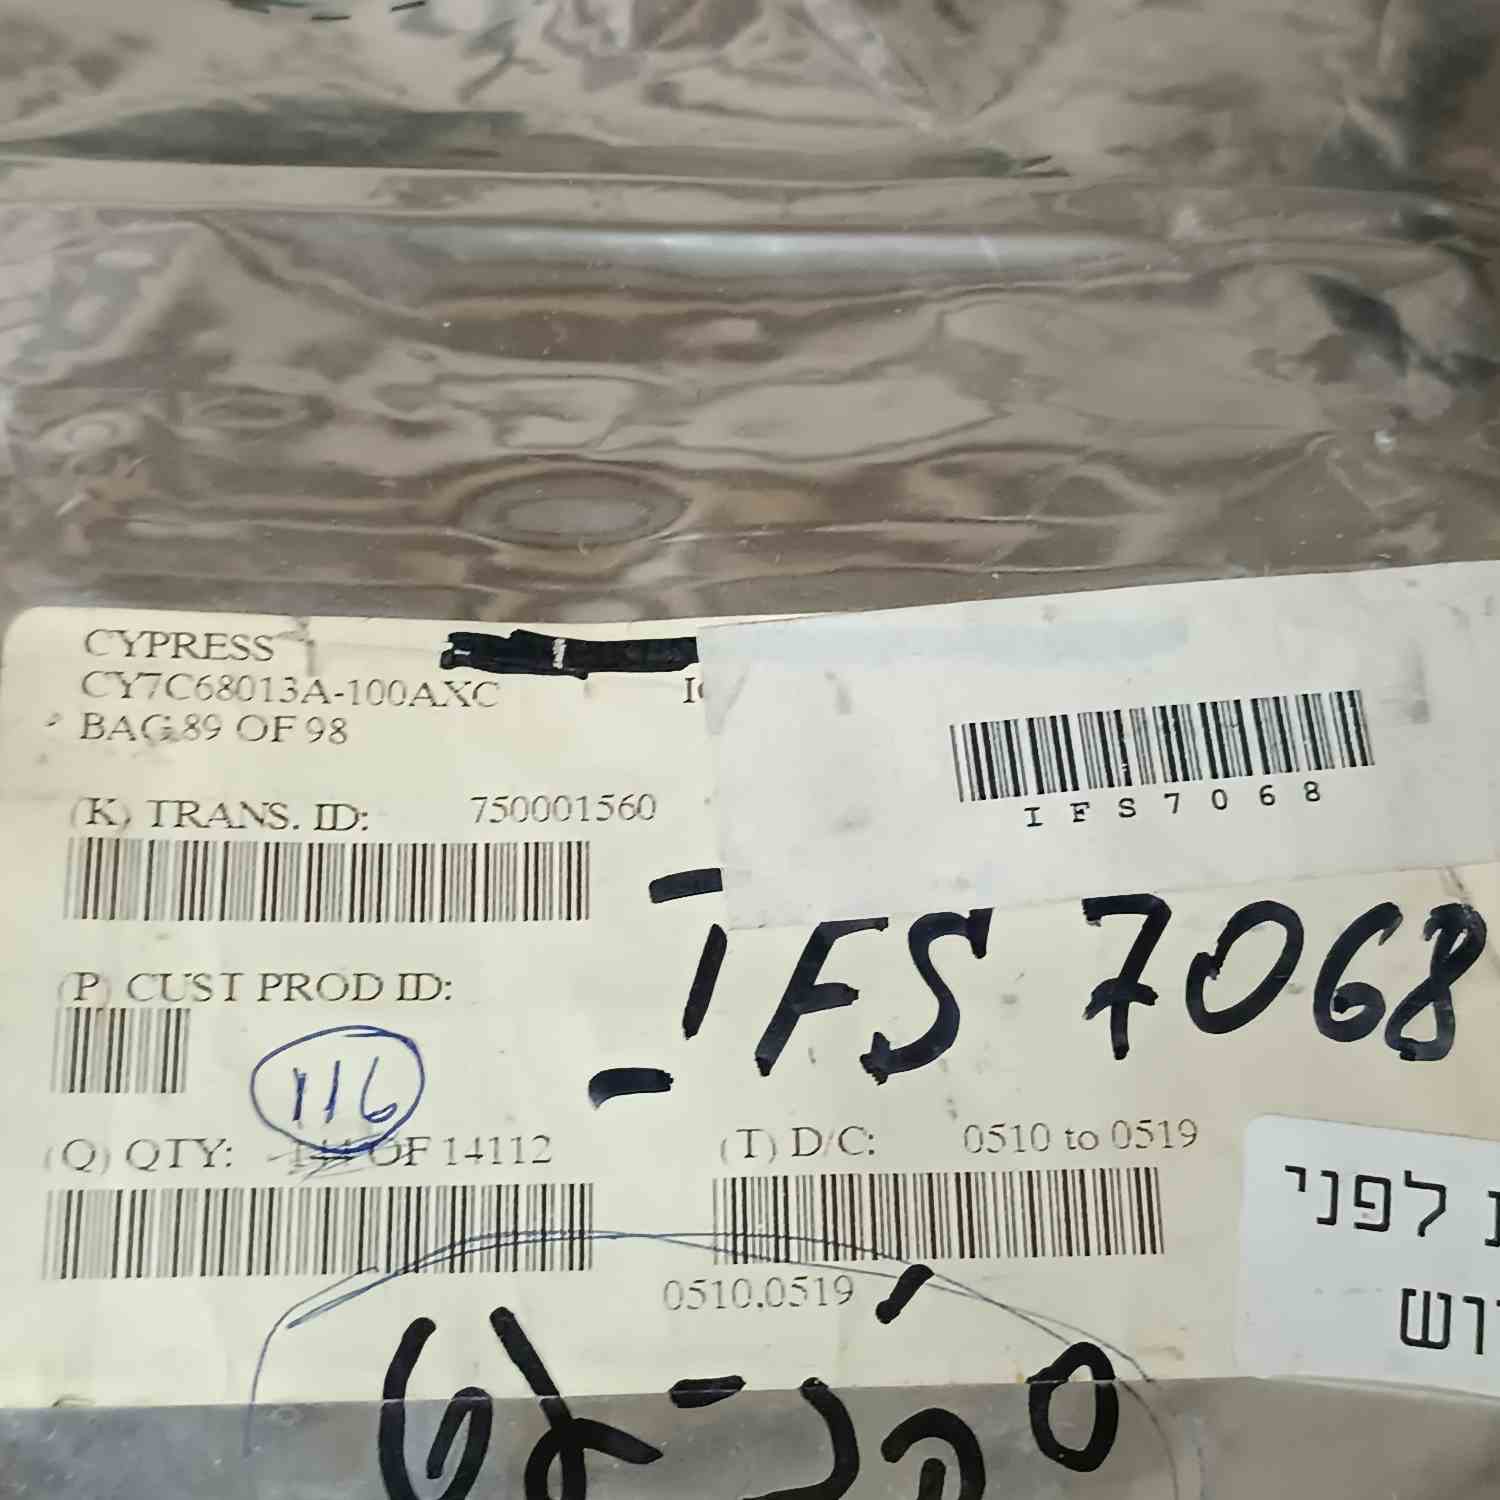 CYPRESS
CY7C68013A-100AXC
BAG 89 OF 98
IFS7068
(K) TRANS. ID: 750001560
IFS 7068
(P) CUST PROD ID:
116
(Q) QTY: 144 OF 14112
(T) D/C: 0510 to 0519
0510.0519
לפני